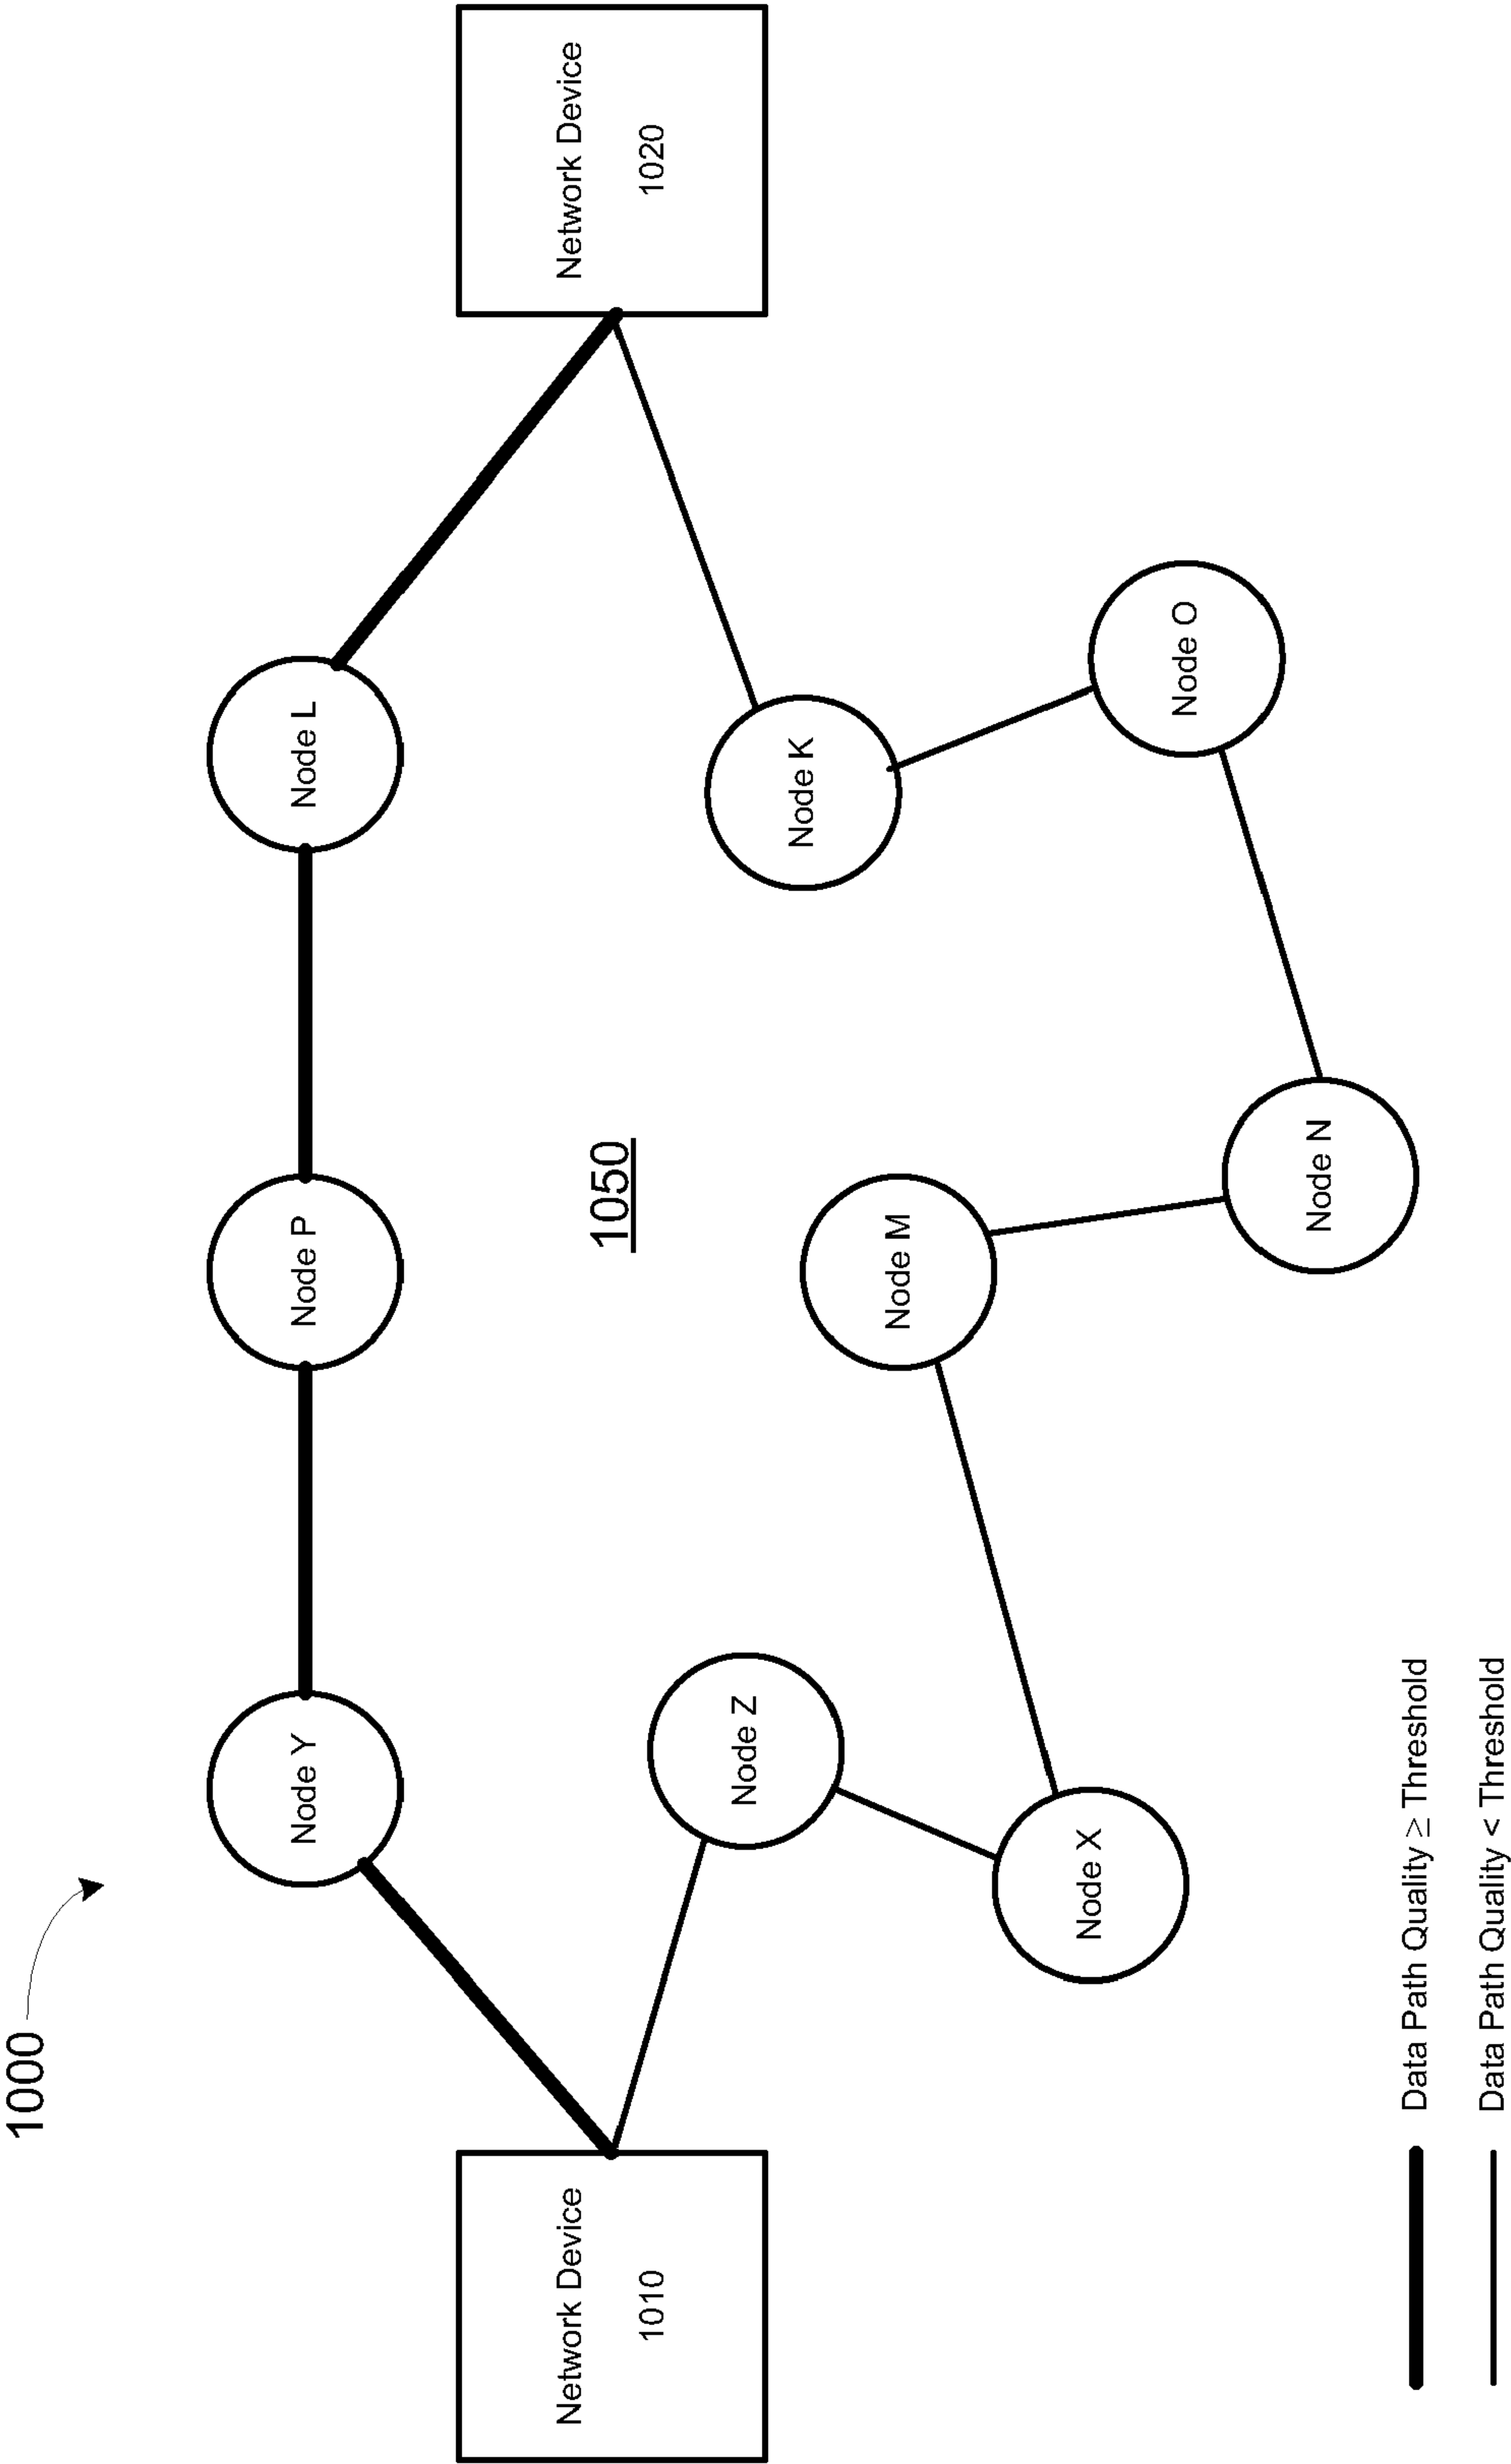 1000
Node Y
Node P
Node L
Network Device
1010
Network Device
1020
1050
Node Z
Node M
Node K
Node X
Node O
Node N
Data Path Quality ≥ Threshold
Data Path Quality < Threshold